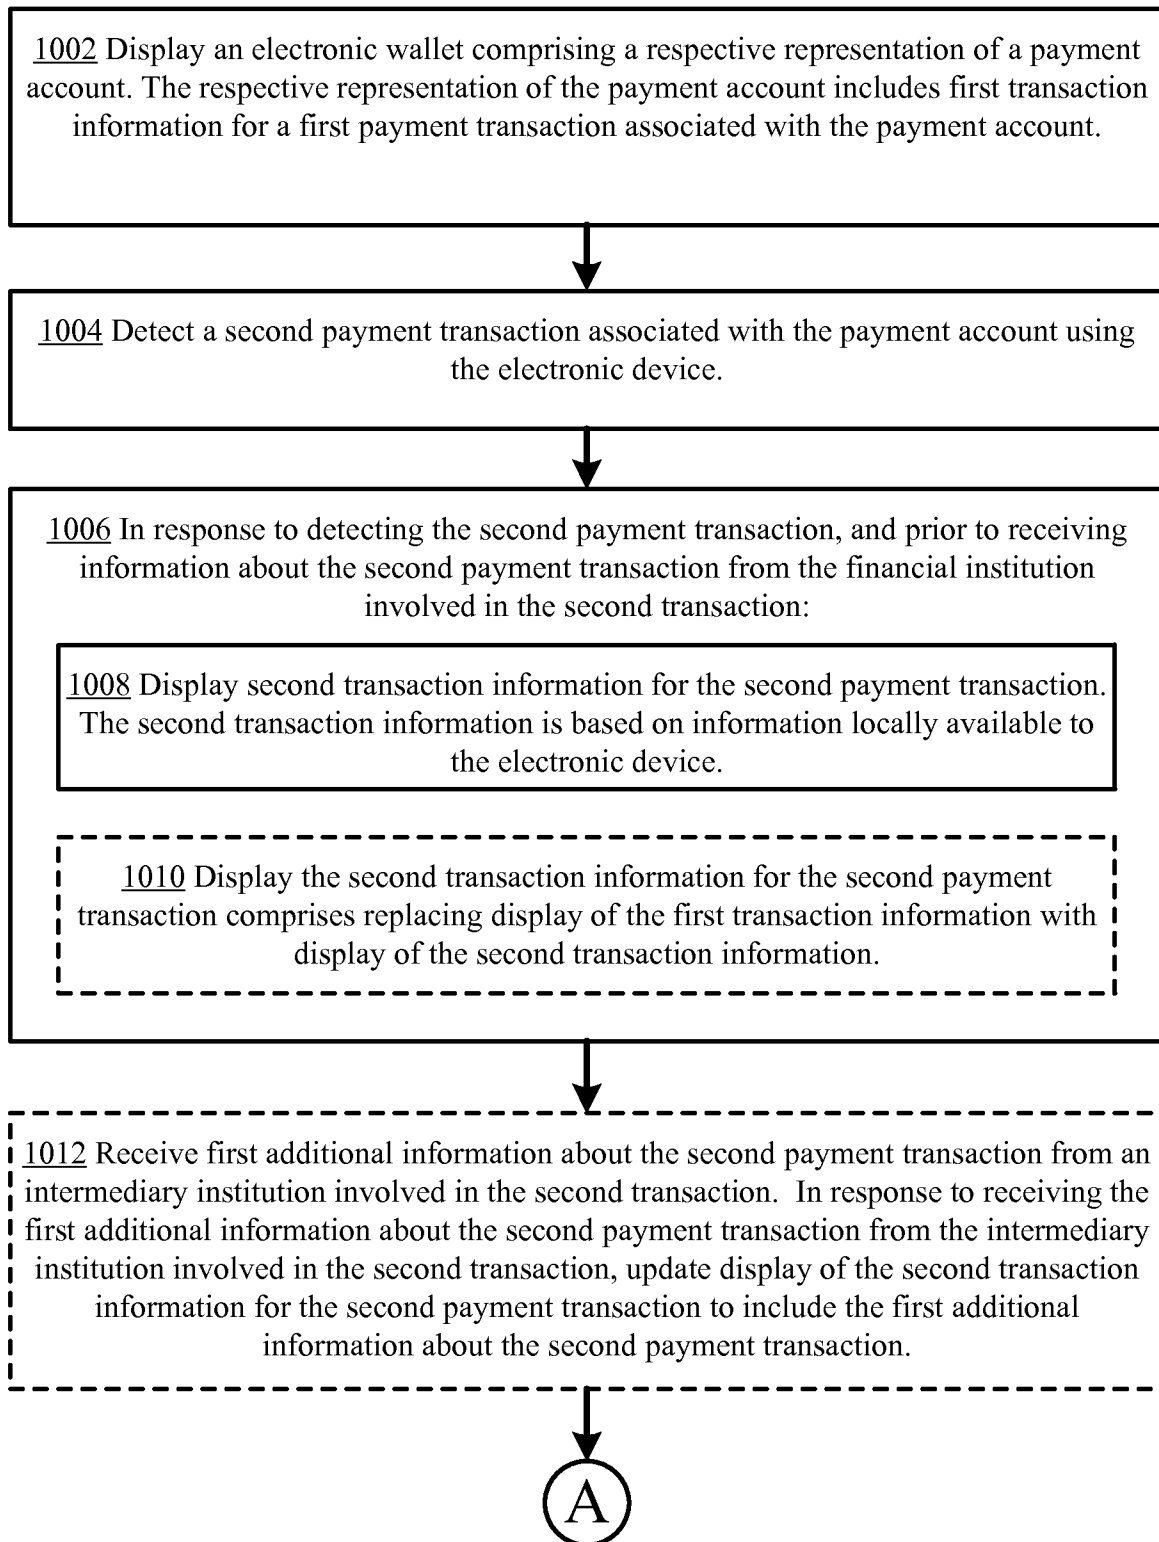 1002 Display an electronic wallet comprising a respective representation of a payment
account. The respective representation of the payment account includes first transaction
information for a first payment transaction associated with the payment account.
1004 Detect a second payment transaction associated with the payment account using
the electronic device.
1006 In response to detecting the second payment transaction, and prior to receiving
information about the second payment transaction from the financial institution
involved in the second transaction:
1008 Display second transaction information for the second payment transaction.
The second transaction information is based on information locally available to
the electronic device.
1010 Display the second transaction information for the second payment
transaction comprises replacing display of the first transaction information with
display of the second transaction information.
1012 Receive first additional information about the second payment transaction from an
intermediary institution involved in the second transaction.  In response to receiving the
first additional information about the second payment transaction from the intermediary
institution involved in the second transaction, update display of the second transaction
information for the second payment transaction to include the first additional
information about the second payment transaction.
A